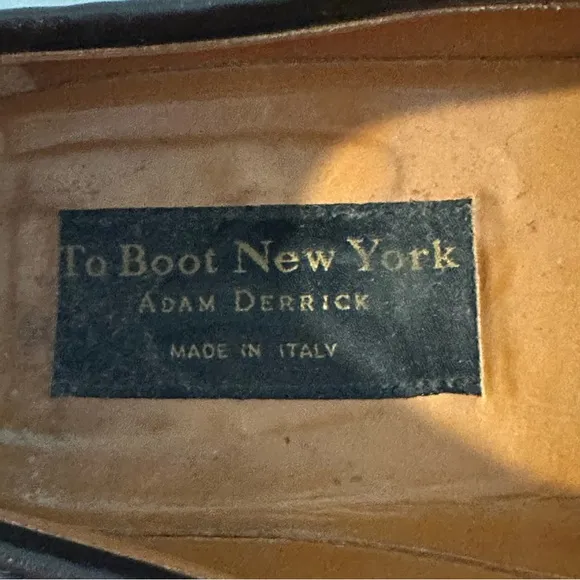 To Boot New York
ADAM DERRICK
MADE IN ITALY